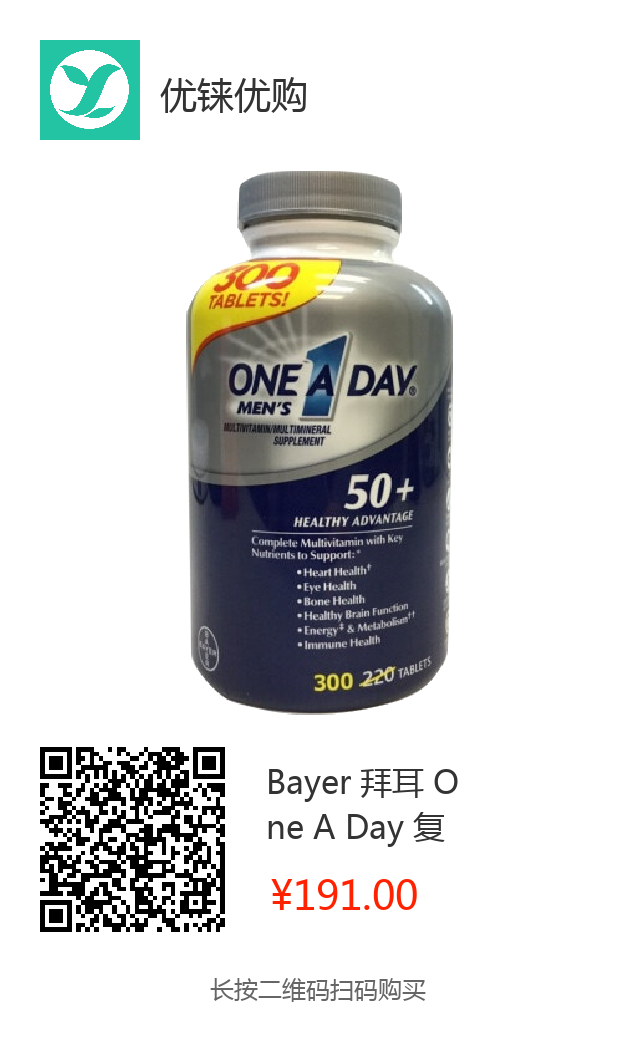 优铼优购
300
TABLETS!
ONE A DAY®
MEN'S
MULTIVITAMIN/MULTIMINERAL
SUPPLEMENT
50+
HEALTHY ADVANTAGE
Complete Multivitamin with Key
Nutrients to Support:*
• Heart Health†
• Eye Health
• Bone Health
• Healthy Brain Function
• Energy‡ & Metabolism††
• Immune Health
BAYER
300 220 TABLETS
Bayer 拜耳 O
ne A Day 复
¥191.00
长按二维码扫码购买